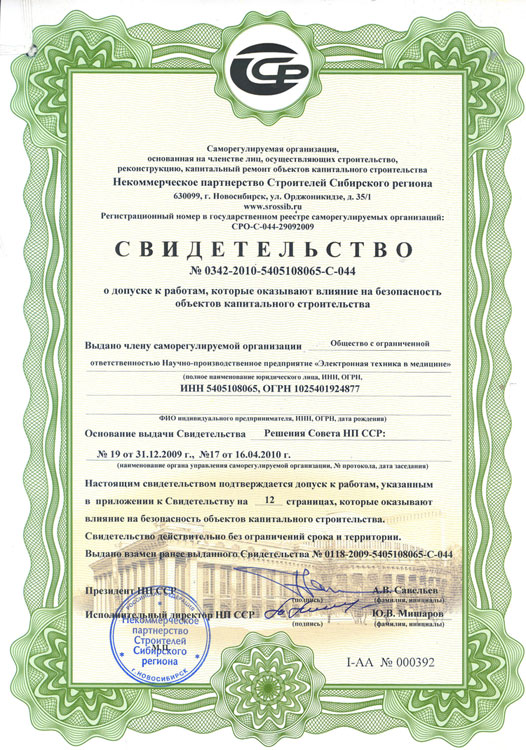 ССР
Саморегулируемая организация,
основанная на членстве лиц, осуществляющих строительство,
реконструкцию, капитальный ремонт объектов капитального строительства
Некоммерческое партнерство Строителей Сибирского региона
630099, г. Новосибирск, ул. Орджоникидзе, д. 35/1
www.srossib.ru
Регистрационный номер в государственном реестре саморегулируемых организаций:
СРО-С-044-29092009
СВИДЕТЕЛЬСТВО
№ 0342-2010-5405108065-С-044
о допуске к работам, которые оказывают влияние на безопасность
объектов капитального строительства
Выдано члену саморегулируемой организации Общество с ограниченной
ответственностью Научно-производственное предприятие «Электронная техника в медицине»
(полное наименование юридического лица, ИНН, ОГРН,
ИНН 5405108065, ОГРН 1025401924877
ФИО индивидуального предпринимателя, ИНН, ОГРН, дата рождения)
Основание выдачи Свидетельства Решения Совета НП ССР:
№ 19 от 31.12.2009 г., №17 от 16.04.2010 г.
(наименование органа управления саморегулируемой организации, № протокола, дата заседания)
Настоящим свидетельством подтверждается допуск к работам, указанным
в приложении к Свидетельству на 12 страницах, которые оказывают
влияние на безопасность объектов капитального строительства.
Свидетельство действительно без ограничений срока и территории.
Выдано взамен ранее выданного Свидетельства № 0118-2009-5405108065-С-044
Президент НП ССР А.В. Савельев
(подпись) (фамилия, инициалы)
Исполнительный директор НП ССР Ю.В. Мишаров
(подпись) (фамилия, инициалы)
Некоммерческое
партнерство
Строителей
М.П.
Сибирского
региона
г. НОВОСИБИРСК
I-АА № 000392